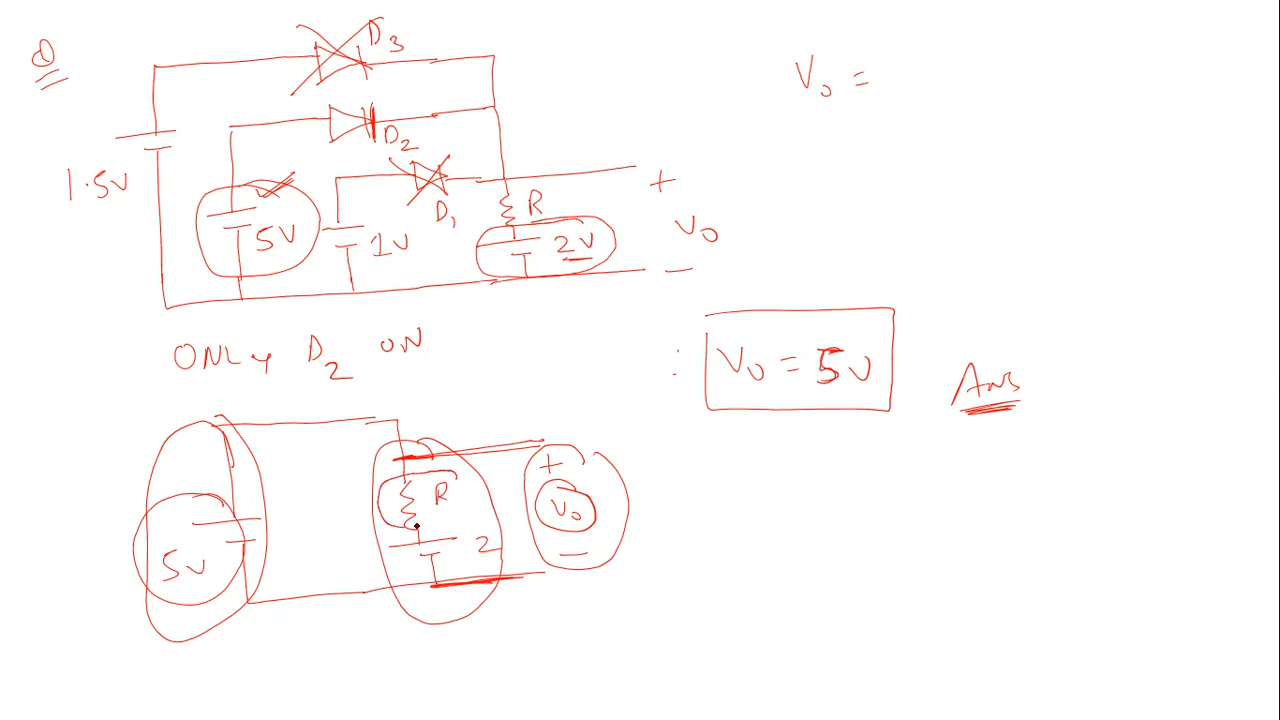 Q
D3
V0 =
D2
1.5V
D1
R
+
5V
1V
2V
V0
−
ONLY D2 ON
: V0 = 5V
Ans
+
R
V0
2
−
5V